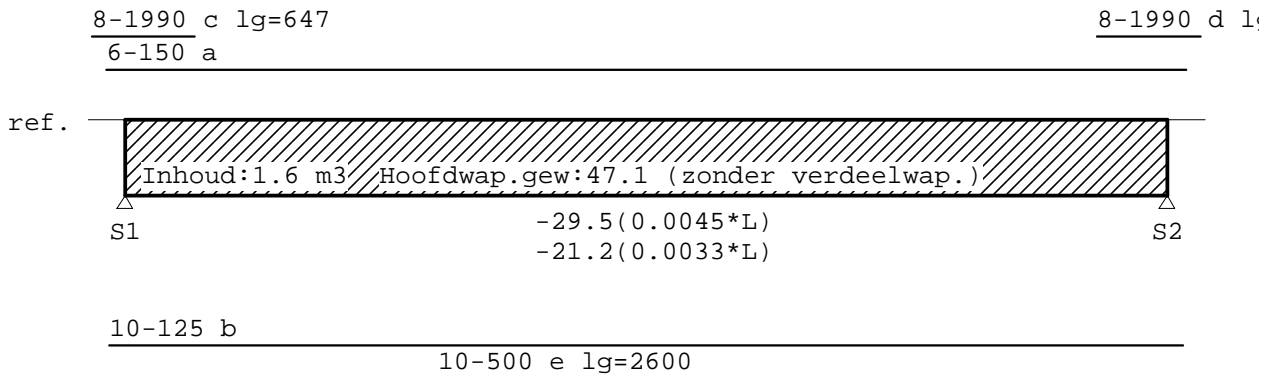 8-1990 c lg=647 8-1990 d
6-150 a
ref.
Inhoud:1.6 m3 Hoofdwap.gew:47.1 (zonder verdeelwap.)
S1 -29.5(0.0045*L) S2
-21.2(0.0033*L)
10-125 b
10-500 e lg=2600